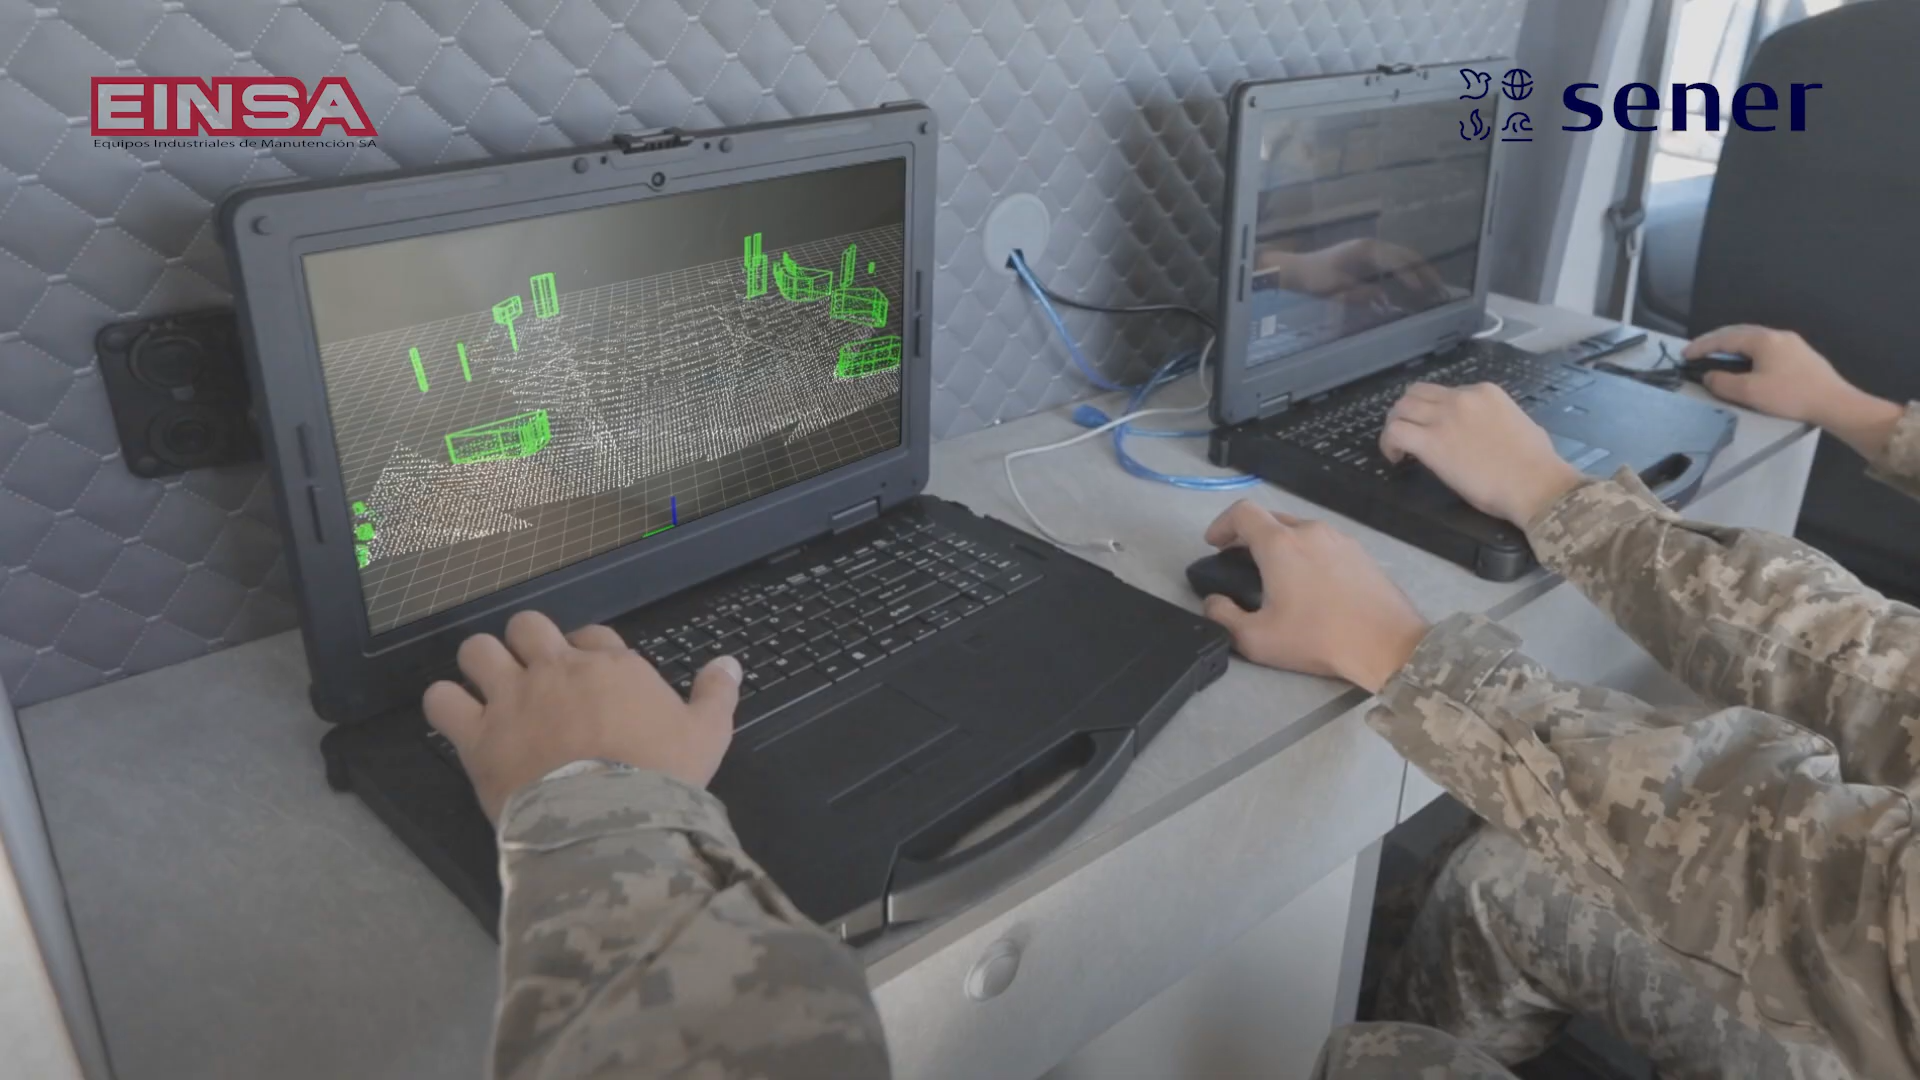 EINSA
Equipos Industriales de Manutención SA
sener